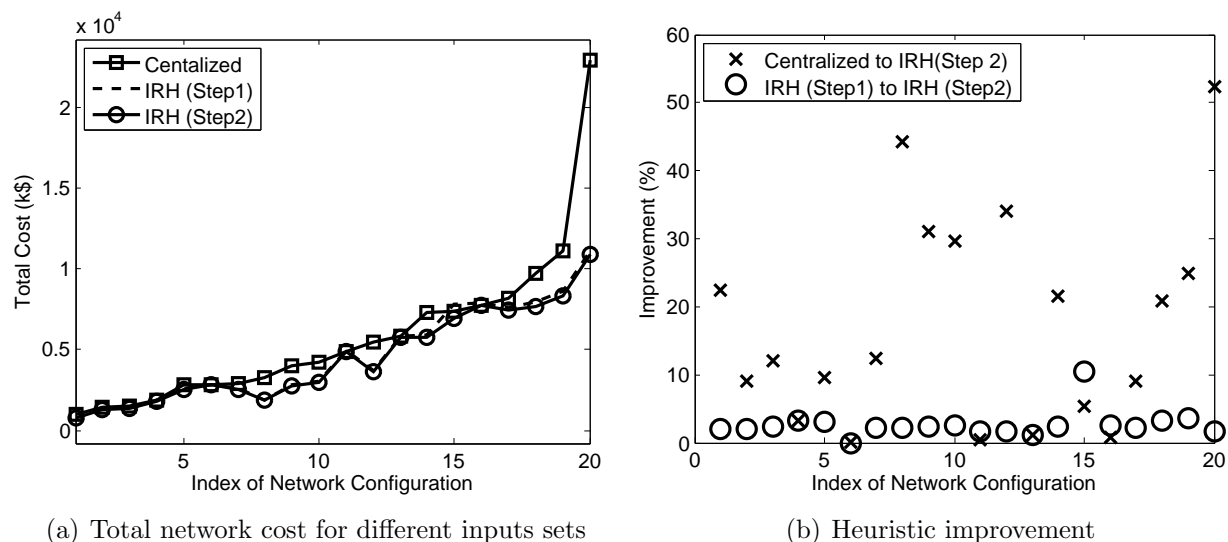 x 10⁴
2
1.5
1
0.5
0
Total Cost (k$)
Centalized
IRH (Step1)
IRH (Step2)
5 10 15 20
Index of Network Configuration
(a) Total network cost for different inputs sets
60
50
40
30
20
10
0
Improvement (%)
Centralized to IRH(Step 2)
IRH (Step1) to IRH (Step2)
0 5 10 15 20
Index of Network Configuration
(b) Heuristic improvement